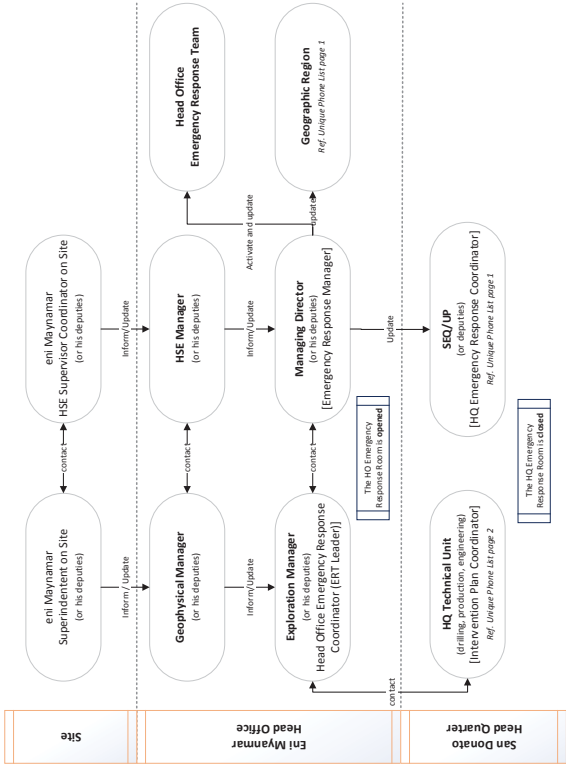 Site
eni Maynamar
Superindentent on Site
(or his deputies)
contact
eni Maynamar
HSE Supervisor Coordinator on Site
(or his deputies)
Inform / Update
Inform/Update
Eni Myanmar
Head Office
Geophysical Manager
(or his deputies)
contact
HSE Manager
(or his deputies)
Head Office
Emergency Response Team
Inform/Update
Inform/Update
Activate and update
Exploration Manager
(or his deputies)
Head Office Emergency Response
Coordinator (ERT Leader)]
contact
Managing Director
(or his deputies)
[Emergency Response Manager]
update
Geographic Region
Ref. Unique Phone List page 1
The HO Emergency
Response Room is opened
contact
Update
San Donato
Head Quarter
HQ Technical Unit
(drilling, production, engineering)
[Intervention Plan Coordinator]
Ref. Unique Phone List page 2
SEQ/UP
(or deputies)
[HQ Emergency Response Coordinator]
Ref. Unique Phone List page 1
The HQ Emergency
Response Room is closed